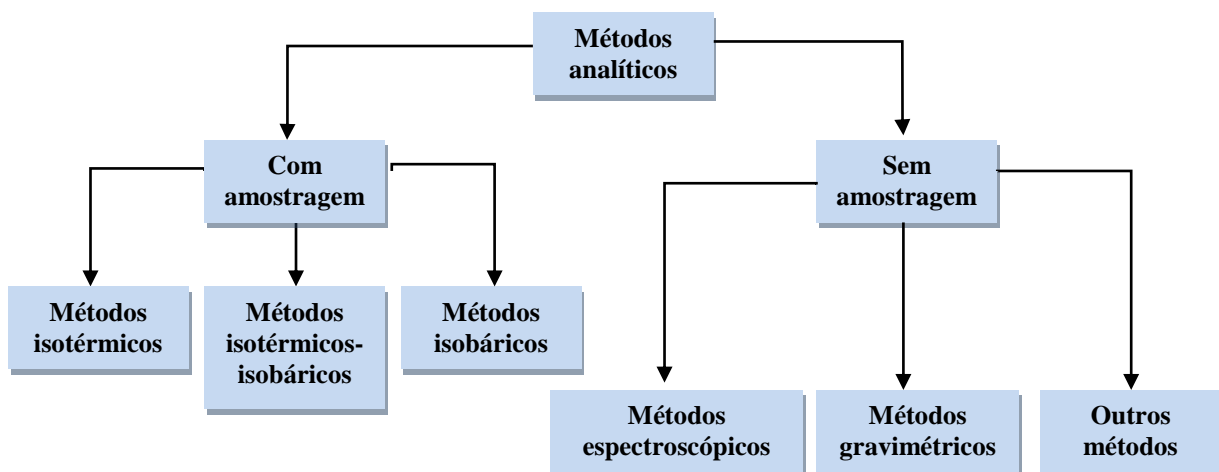 Métodos
analíticos
Com
amostragem
Sem
amostragem
Métodos
isotérmicos
Métodos
isotérmicos-
isobáricos
Métodos
isobáricos
Métodos
espectroscópicos
Métodos
gravimétricos
Outros
métodos